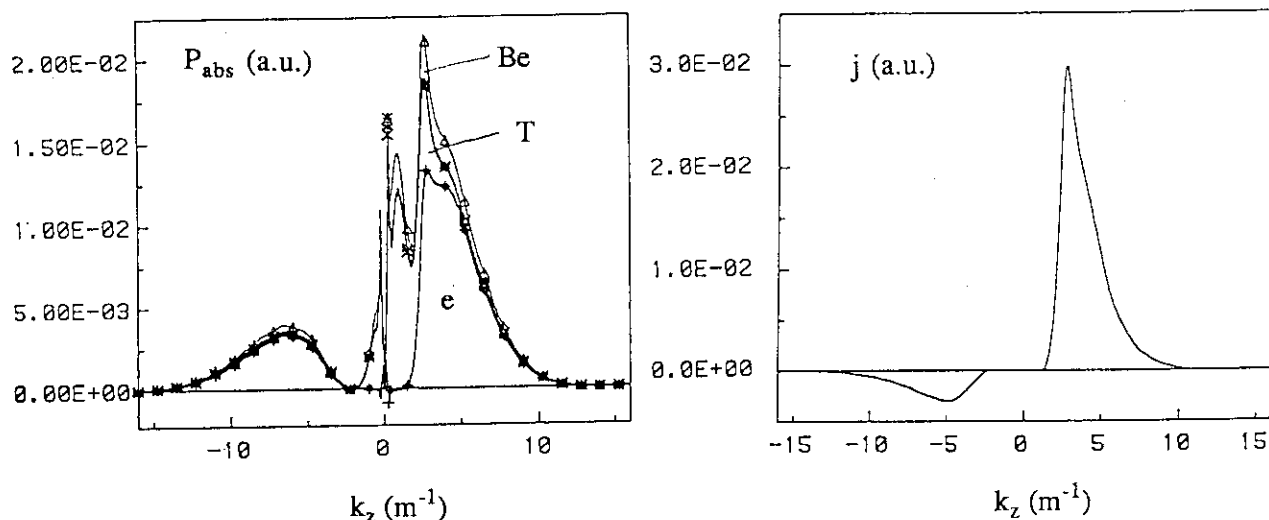 P_abs (a.u.)
Be
T
e
2.00E-02
1.50E-02
1.00E-02
5.00E-03
0.00E+00
-10
0
10
k_z (m^-1)
j (a.u.)
3.0E-02
2.0E-02
1.0E-02
0.0E+00
-15
-10
-5
0
5
10
15
k_z (m^-1)